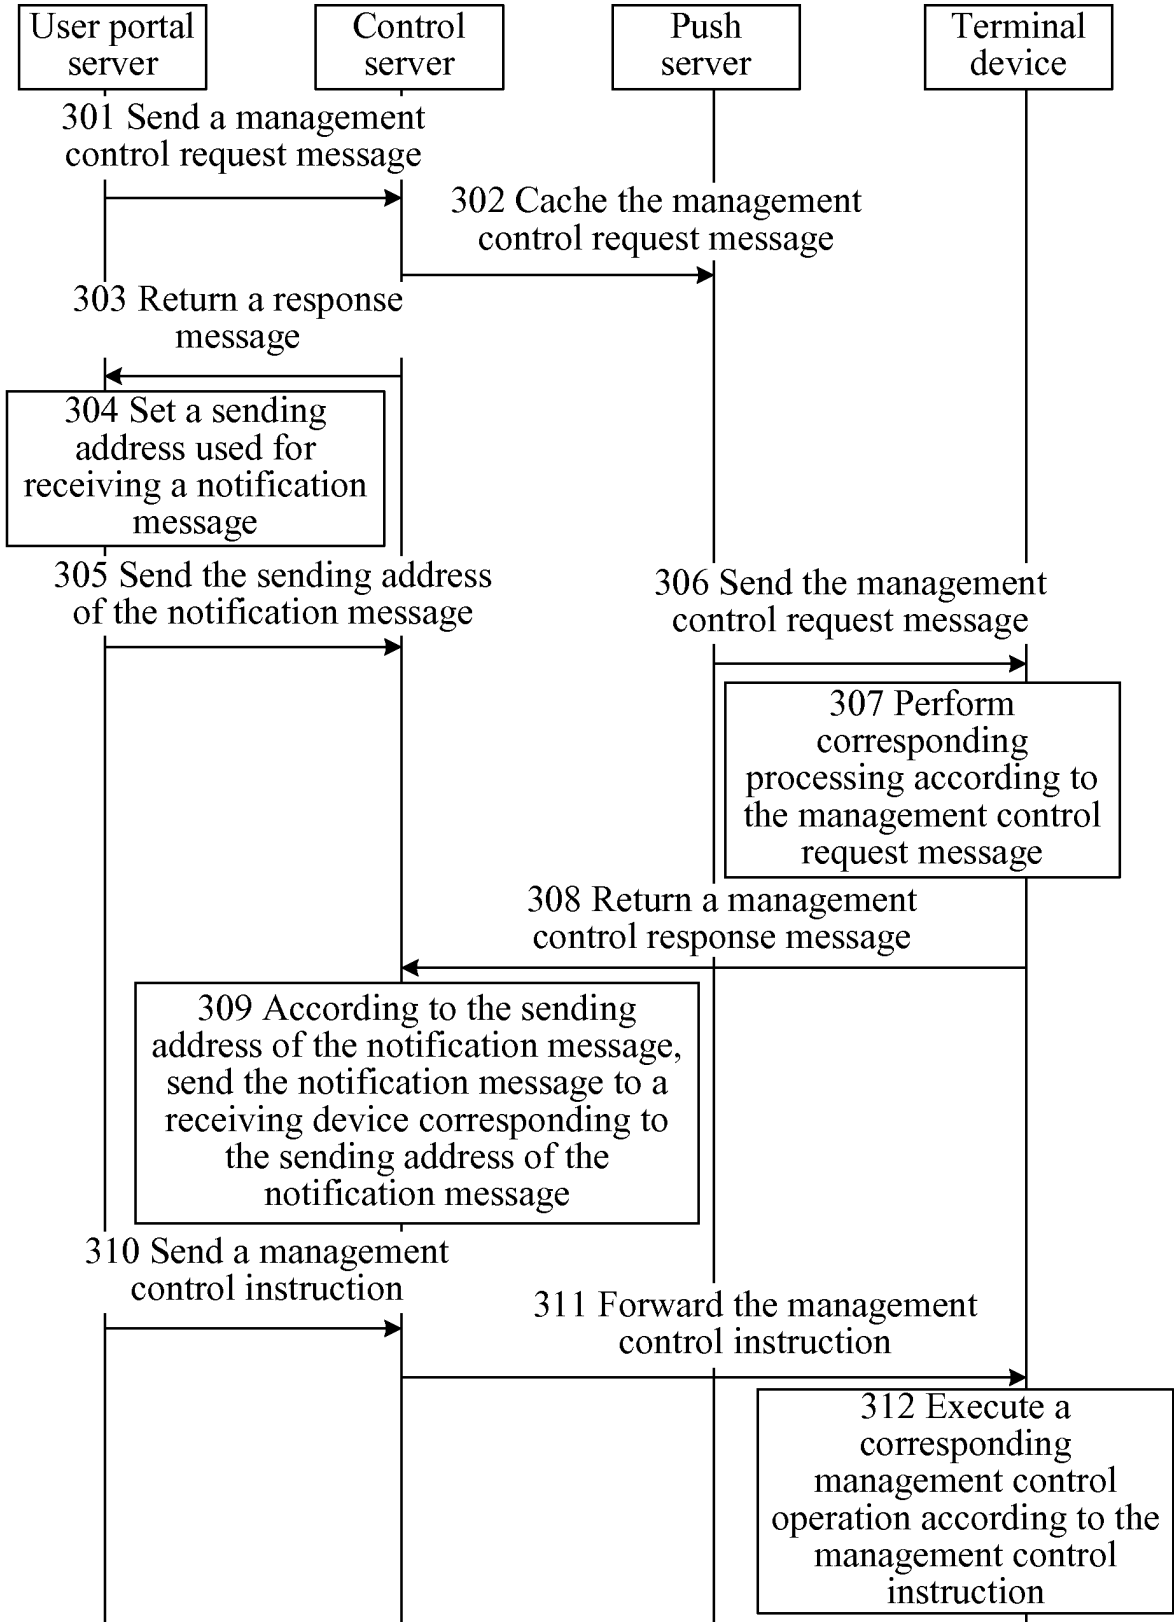 User portal
server
Control
server
Push
server
Terminal
device
301 Send a management
control request message
302 Cache the management
control request message
303 Return a response
message
304 Set a sending
address used for
receiving a notification
message
305 Send the sending address
of the notification message
306 Send the management
control request message
307 Perform
corresponding
processing according to
the management control
request message
308 Return a management
control response message
309 According to the sending
address of the notification message,
send the notification message to a
receiving device corresponding to
the sending address of the
notification message
310 Send a management
control instruction
311 Forward the management
control instruction
312 Execute a
corresponding
management control
operation according to the
management control
instruction